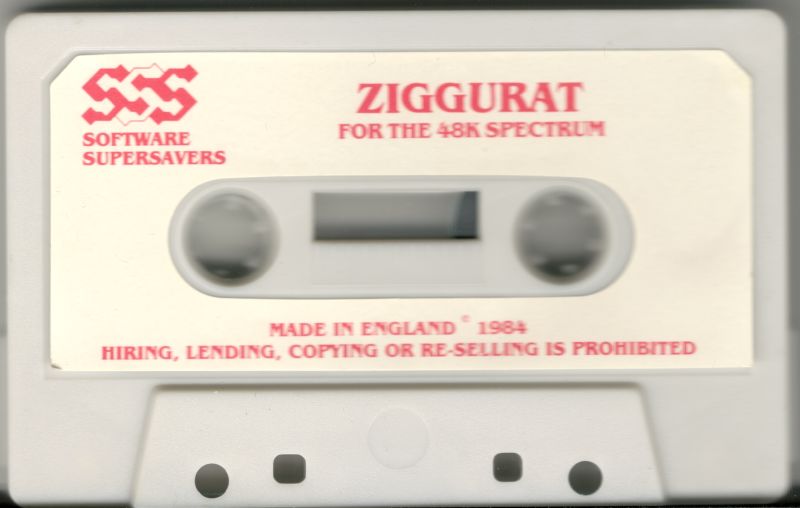 SSS
SOFTWARE
SUPERSAVERS
ZIGGURAT
FOR THE 48K SPECTRUM
MADE IN ENGLAND © 1984
HIRING, LENDING, COPYING OR RE-SELLING IS PROHIBITED